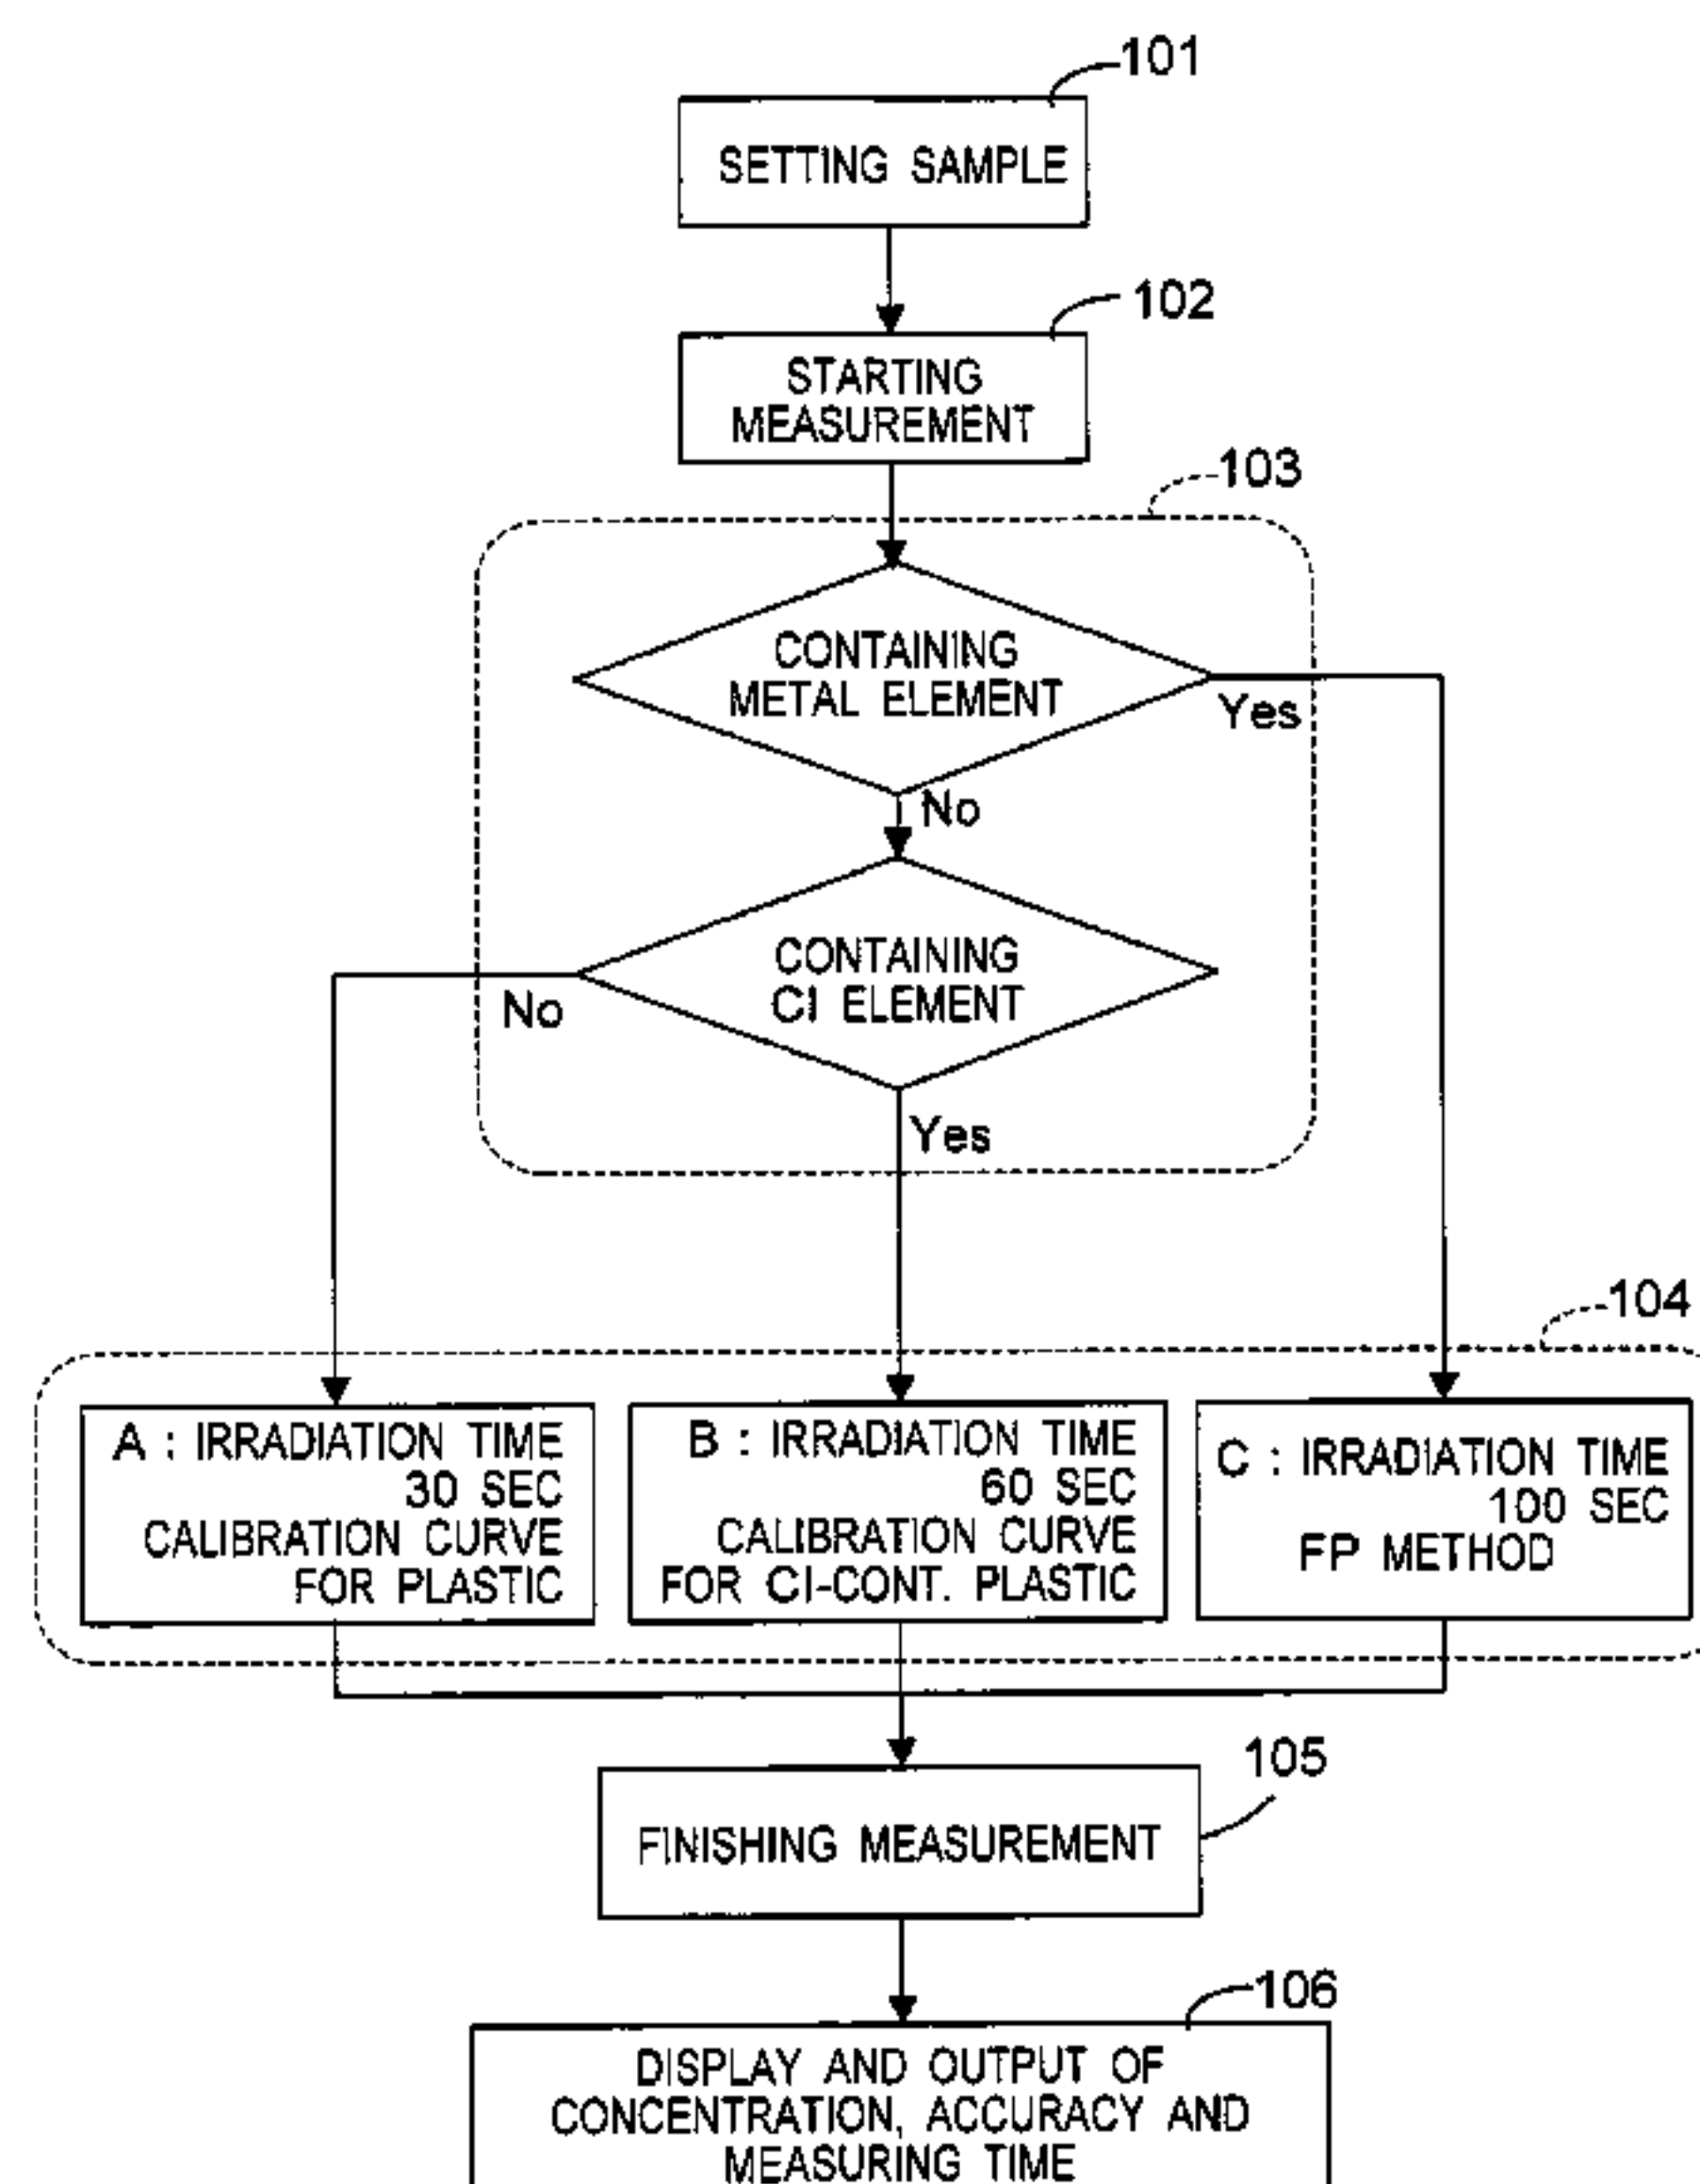 101
SETTING SAMPLE
102
STARTING
MEASUREMENT
103
CONTAINING
METAL ELEMENT
Yes
No
CONTAINING
Cl ELEMENT
No
Yes
104
A : IRRADIATION TIME
30 SEC
CALIBRATION CURVE
FOR PLASTIC
B : IRRADIATION TIME
60 SEC
CALIBRATION CURVE
FOR Cl-CONT. PLASTIC
C : IRRADIATION TIME
100 SEC
FP METHOD
105
FINISHING MEASUREMENT
106
DISPLAY AND OUTPUT OF
CONCENTRATION, ACCURACY AND
MEASURING TIME